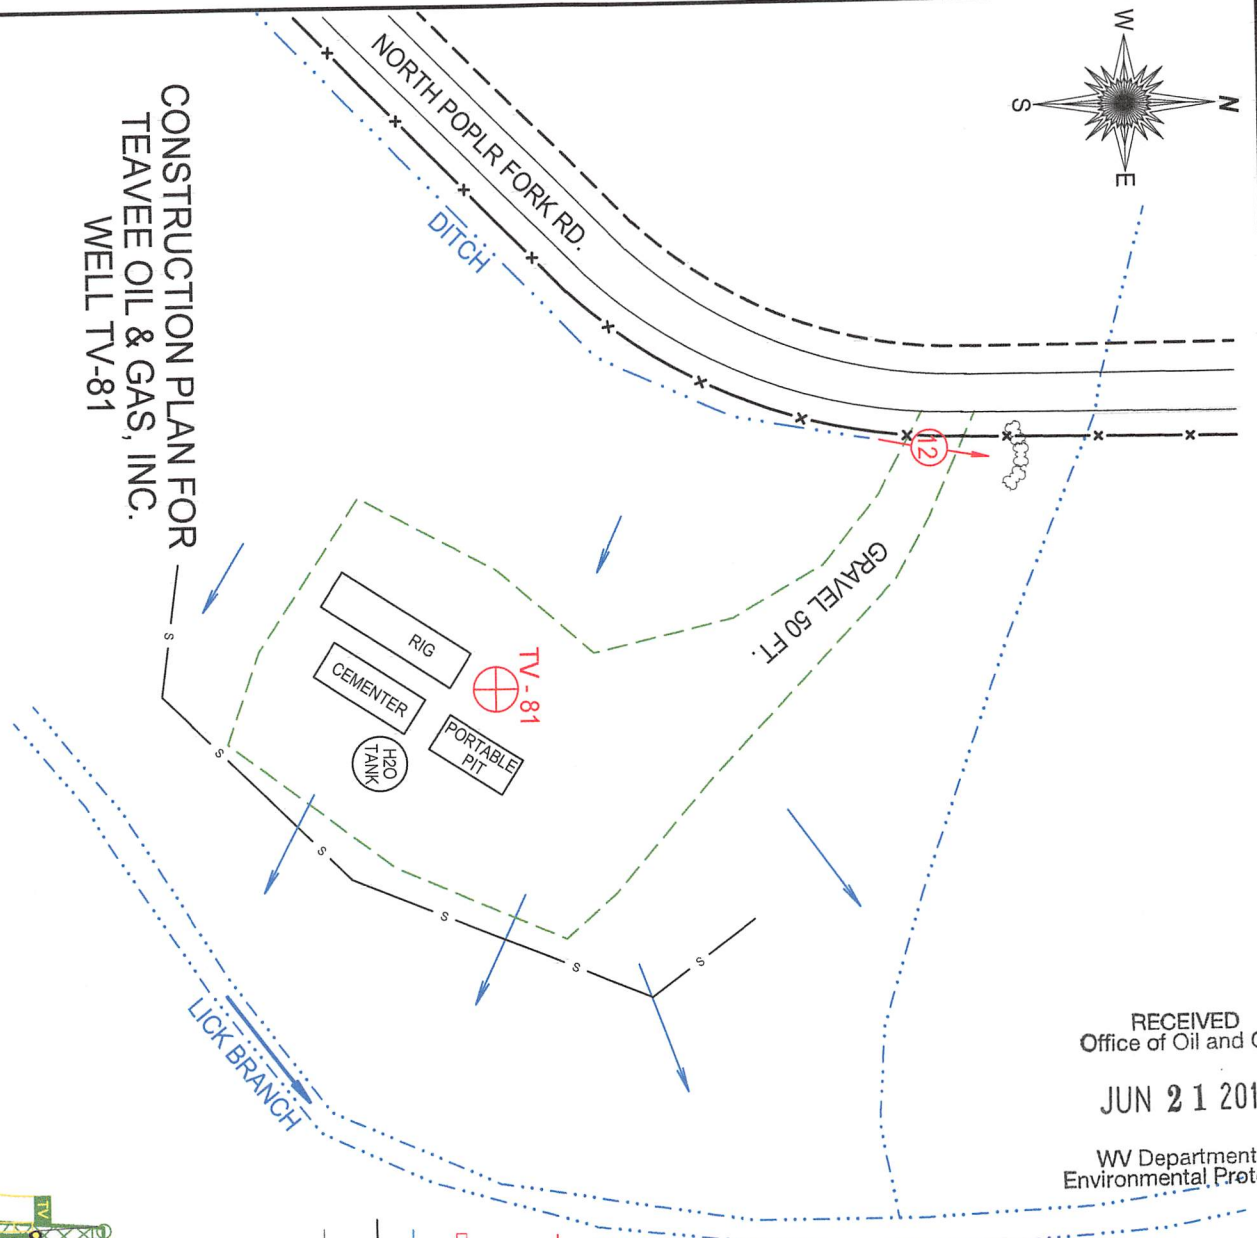 W
N
S
E
NORTH POPLR FORK RD.
DITCH
CONSTRUCTION PLAN FOR
TEAVEE OIL & GAS, INC.
WELL TV-81
12
GRAVEL 50 FT.
TV - 81
RIG
CEMENTER
PORTABLE
PIT
H2O
TANK
S
S
S
S
S
S
LICK BRANCH
RECEIVED
Office of Oil and
JUN 21 201
WV Department
Environmental
TV